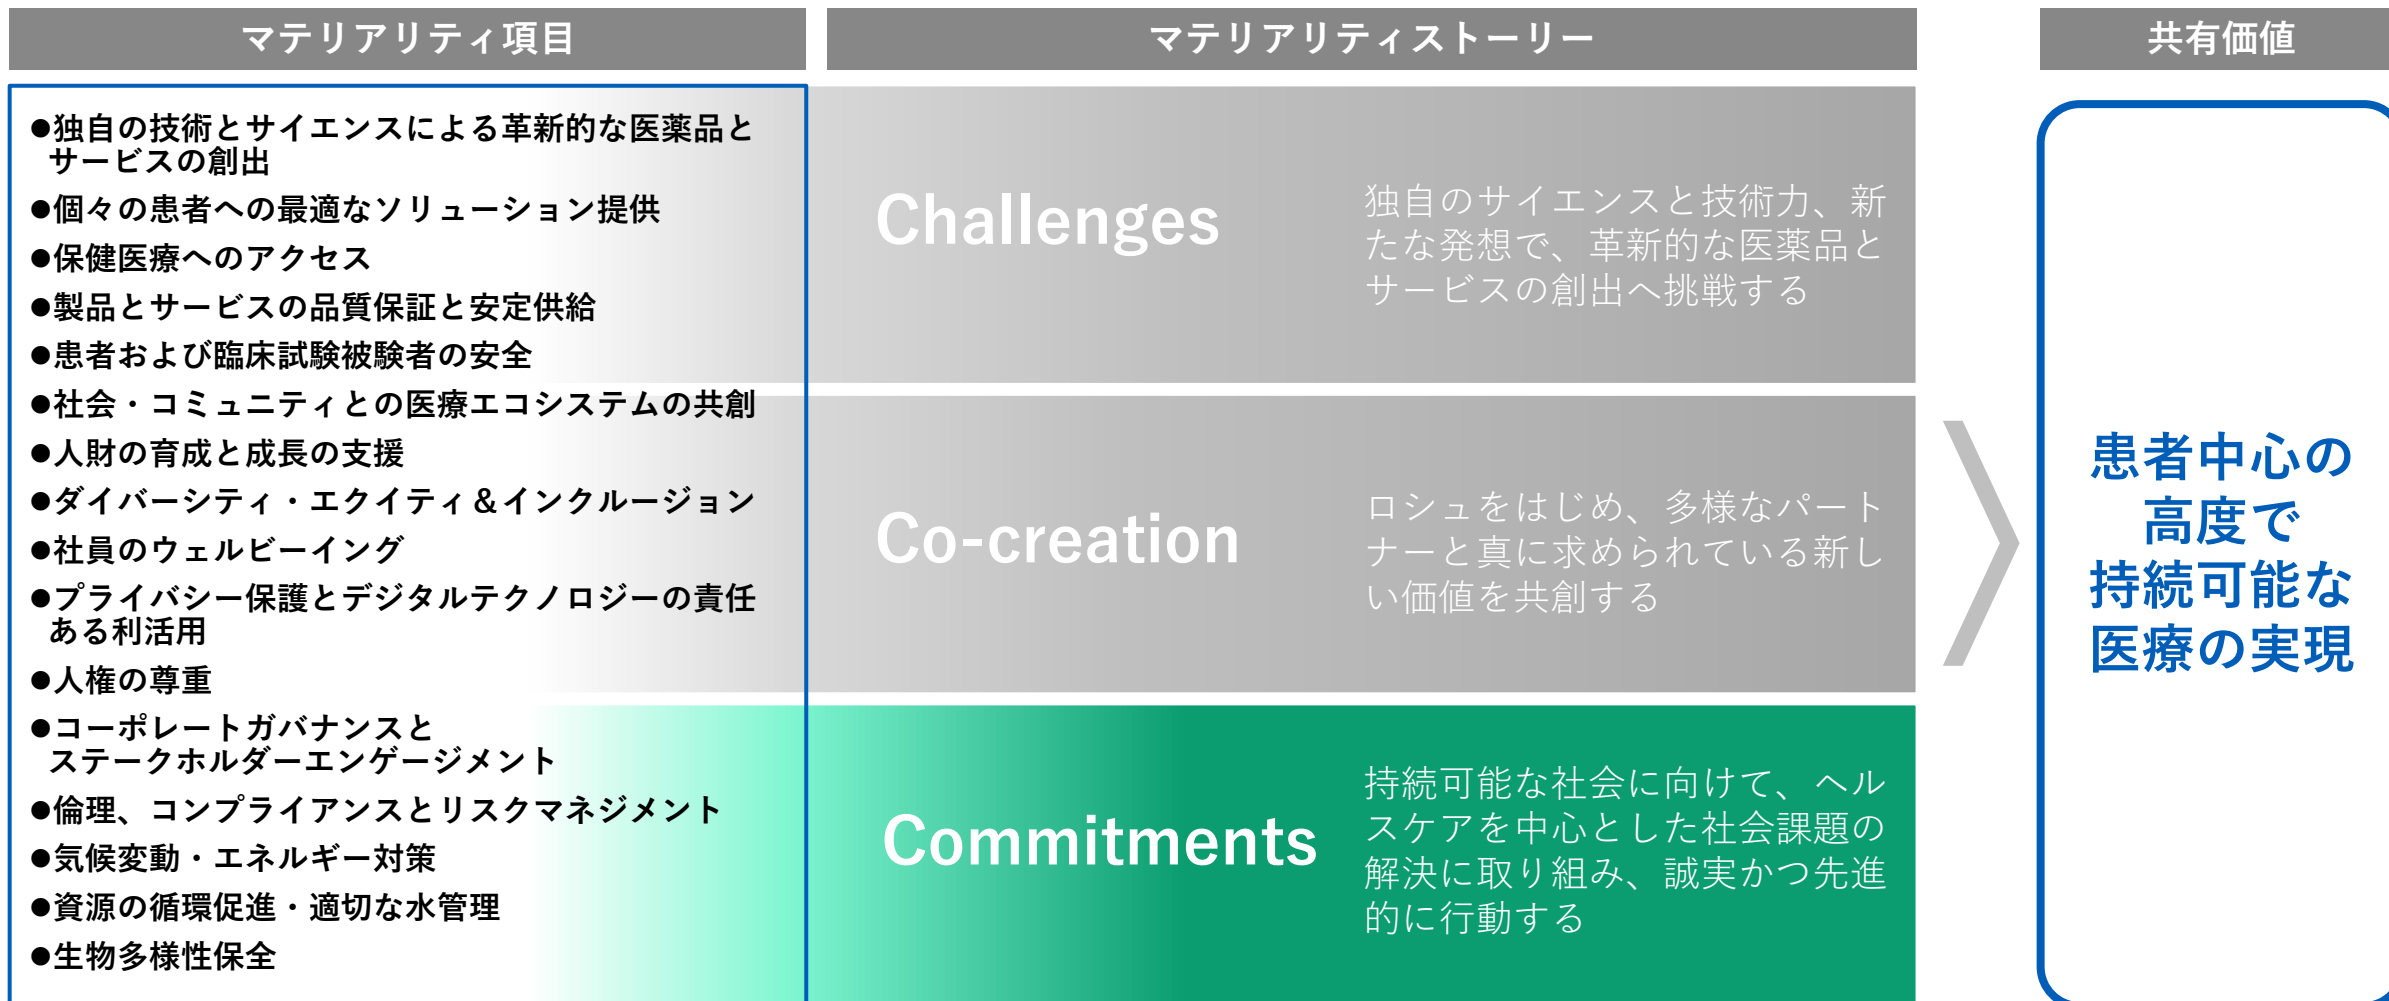 マテリアリティ項目
マテリアリティストーリー
共有価値
●独自の技術とサイエンスによる革新的な医薬品と
サービスの創出
●個々の患者への最適なソリューション提供
●保健医療へのアクセス
●製品とサービスの品質保証と安定供給
●患者および臨床試験被験者の安全
●社会・コミュニティとの医療エコシステムの共創
●人財の育成と成長の支援
●ダイバーシティ・エクイティ＆インクルージョン
●社員のウェルビーイング
●プライバシー保護とデジタルテクノロジーの責任
ある利活用
●人権の尊重
●コーポレートガバナンスと
ステークホルダーエンゲージメント
●倫理、コンプライアンスとリスクマネジメント
●気候変動・エネルギー対策
●資源の循環促進・適切な水管理
●生物多様性保全
Challenges
独自のサイエンスと技術力、新
たな発想で、革新的な医薬品と
サービスの創出へ挑戦する
Co-creation
ロシュをはじめ、多様なパート
ナーと真に求められている新し
い価値を共創する
Commitments
持続可能な社会に向けて、ヘル
スケアを中心とした社会課題の
解決に取り組み、誠実かつ先進
的に行動する
患者中心の
高度で
持続可能な
医療の実現